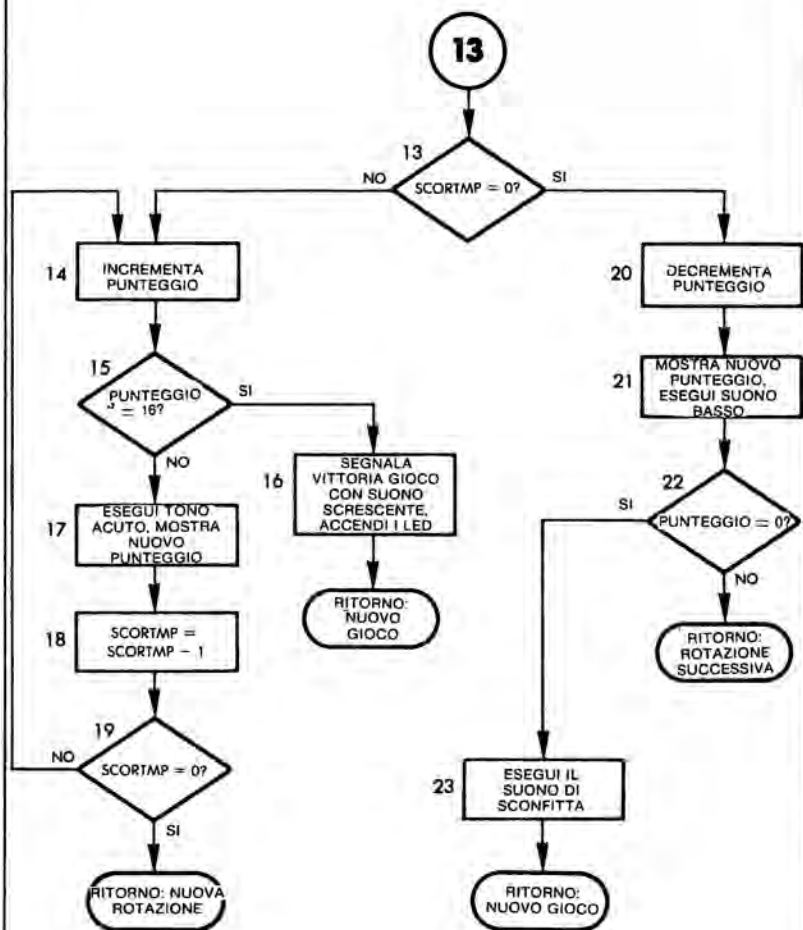 13
13
SCORTMP = 0?
NO
SI
14
INCREMENTA
PUNTEGGIO
15
PUNTEGGIO
= 16?
SI
NO
16
SEGNALA
VITTORIA GIOCO
CON SUONO
SCRESCENTE,
ACCENDI I LED
RITORNO:
NUOVO
GIOCO
17
ESEGUI TONO
ACUTO, MOSTRA
NUOVO
PUNTEGGIO
18
SCORTMP =
SCORTMP – 1
19
NO
SCORTMP = 0?
SI
RITORNO: NUOVA
ROTAZIONE
20
DECREMENTA
PUNTEGGIO
21
MOSTRA NUOVO
PUNTEGGIO,
ESEGUI SUONO
BASSO
22
SI
PUNTEGGIO = 0?
NO
RITORNO:
ROTAZIONE
SUCCESSIVA
23
ESEGUI IL
SUONO DI
SCONFITTA
RITORNO:
NUOVO GIOCO